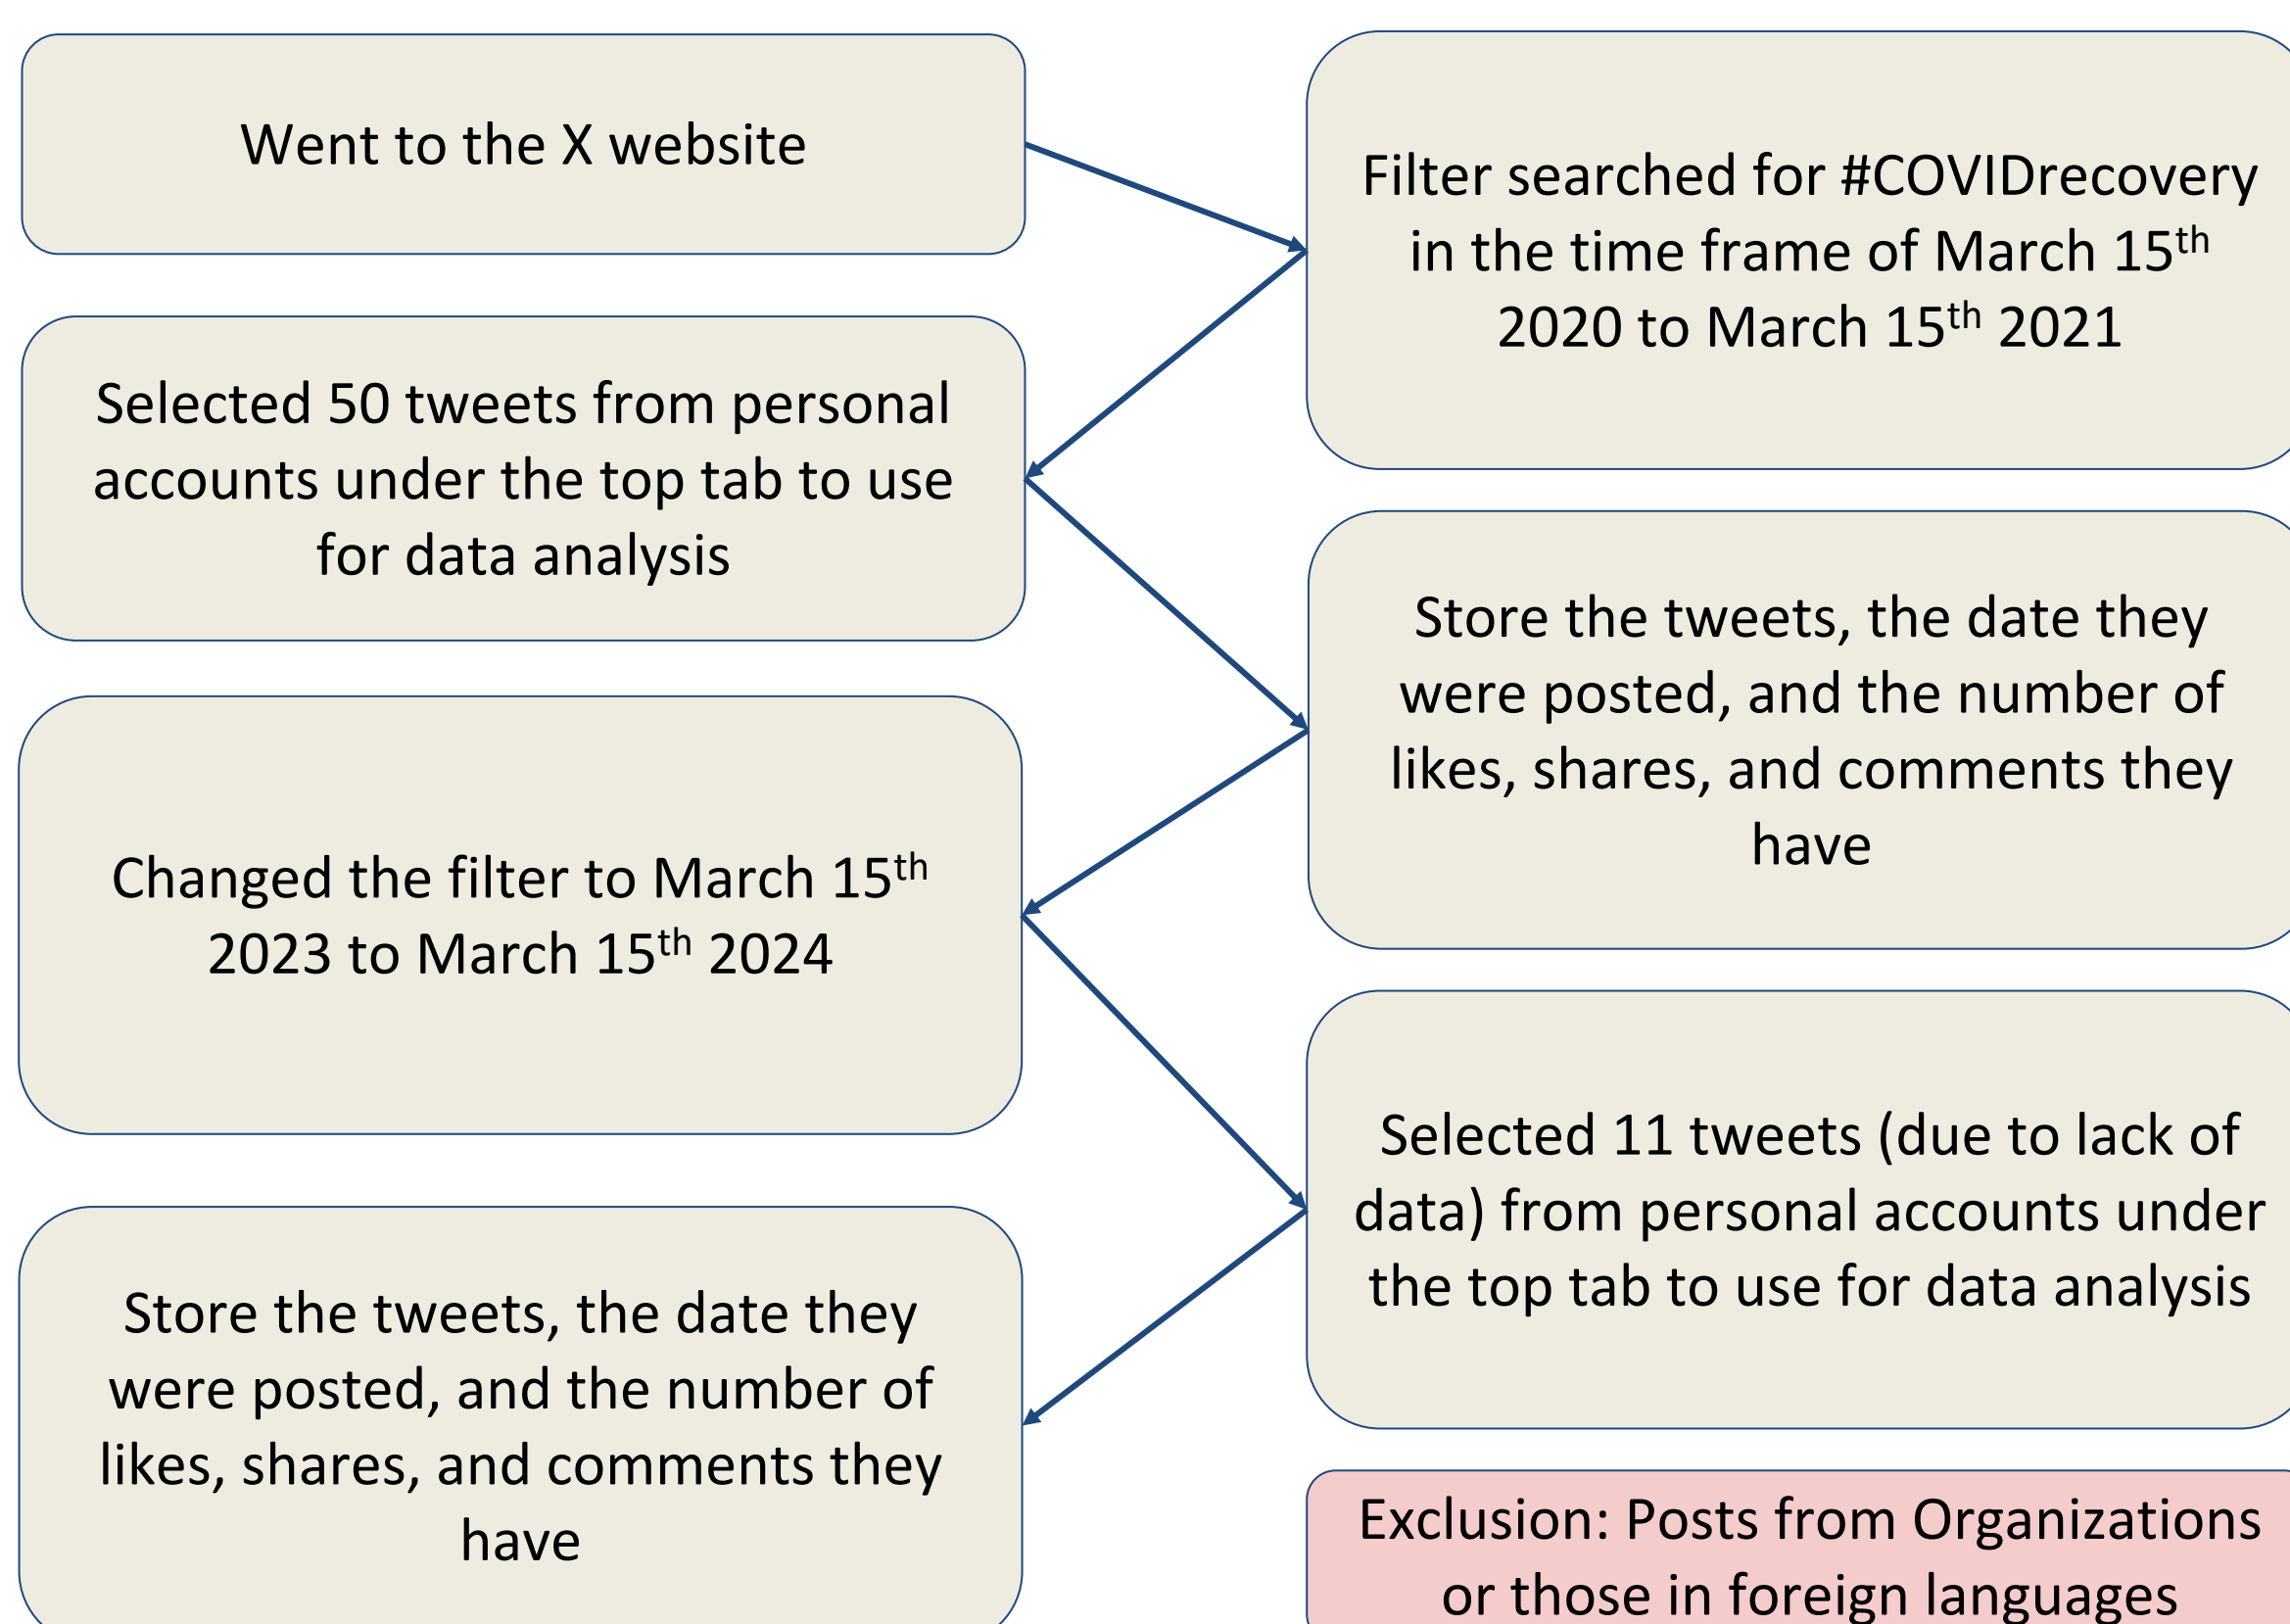 Went to the X website
Filter searched for #COVIDrecovery
in the time frame of March 15th
2020 to March 15th 2021
Selected 50 tweets from personal
accounts under the top tab to use
for data analysis
Store the tweets, the date they
were posted, and the number of
likes, shares, and comments they
have
Changed the filter to March 15th
2023 to March 15th 2024
Selected 11 tweets (due to lack of
data) from personal accounts under
the top tab to use for data analysis
Store the tweets, the date they
were posted, and the number of
likes, shares, and comments they
have
Exclusion: Posts from Organizations
or those in foreign languages